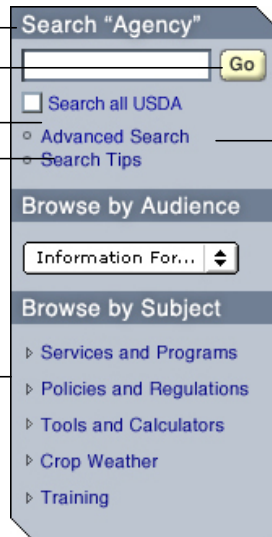 Search “Agency”
Go
Search all USDA
Advanced Search
Search Tips
Browse by Audience
Information For...
Browse by Subject
Services and Programs
Policies and Regulations
Tools and Calculators
Crop Weather
Training